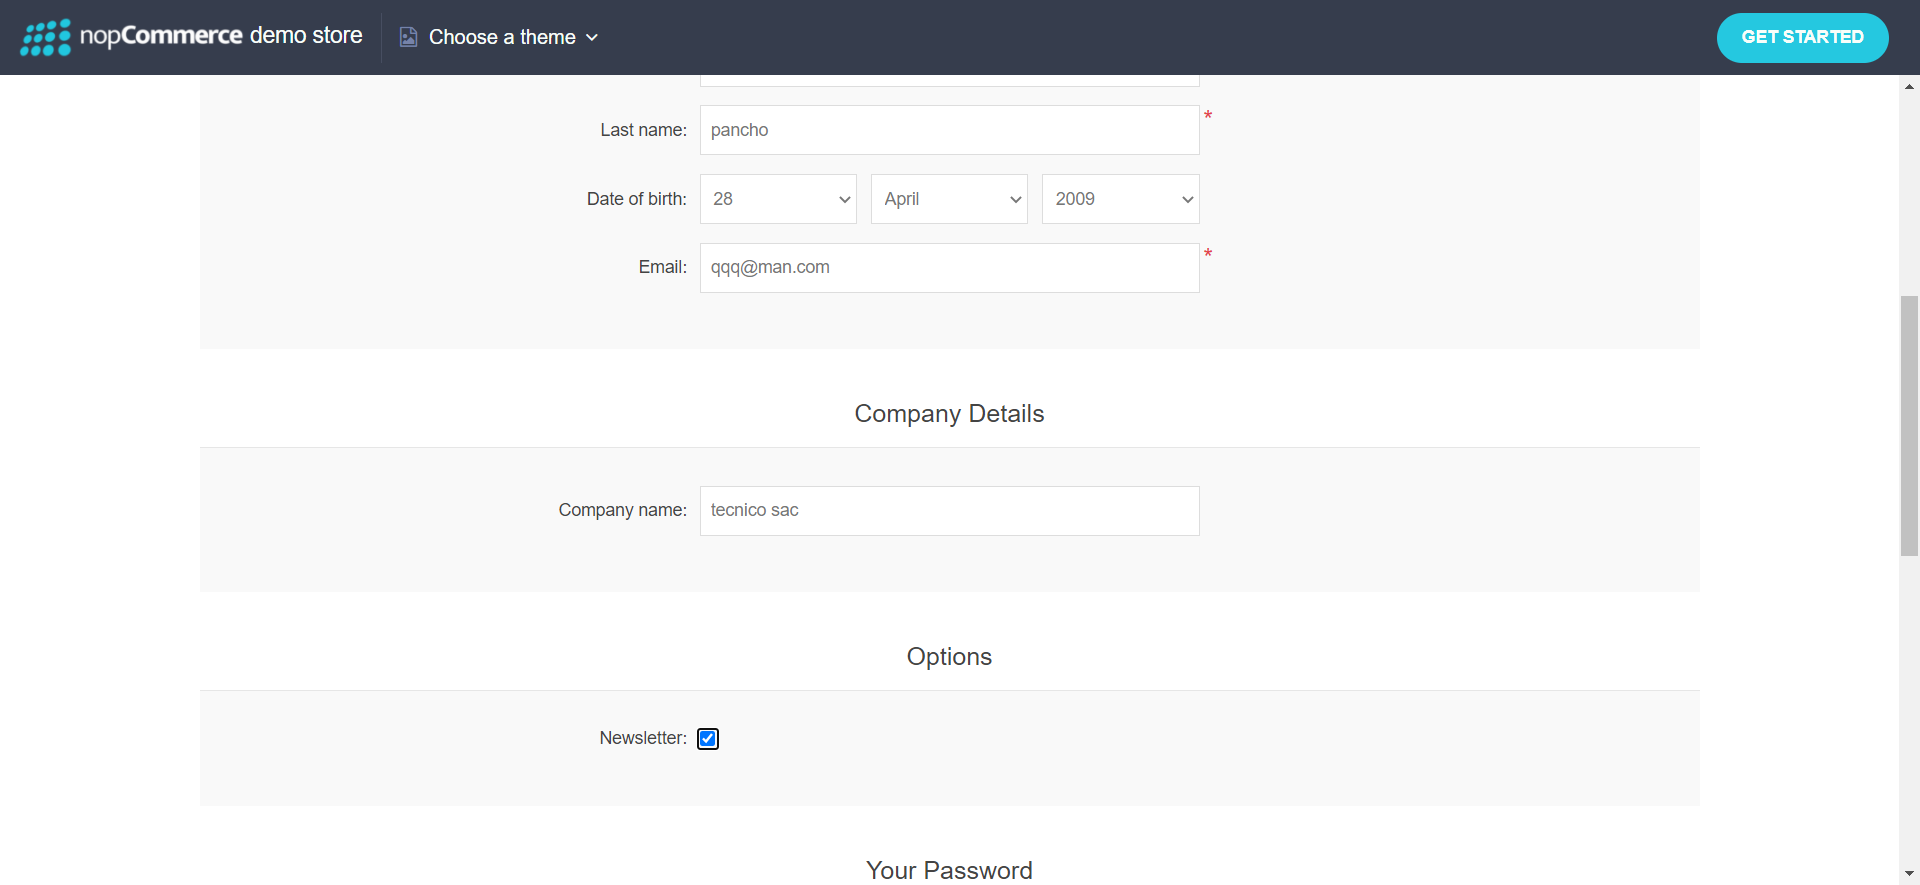 nopCommerce demo store
Choose a theme
GET STARTED
Last name: pancho *
Date of birth: 28 April 2009
Email: qqq@man.com *
Company Details
Company name: tecnico sac
Options
Newsletter:
Your Password